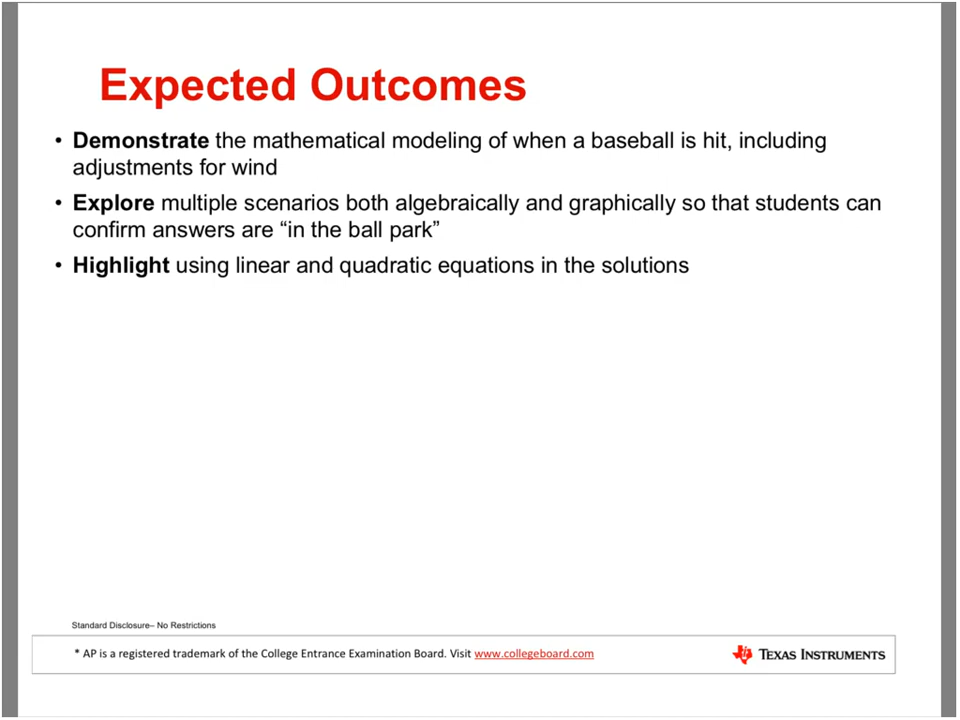 Expected Outcomes
• Demonstrate the mathematical modeling of when a baseball is hit, including
adjustments for wind
• Explore multiple scenarios both algebraically and graphically so that students can
confirm answers are “in the ball park”
• Highlight using linear and quadratic equations in the solutions
Standard Disclosure– No Restrictions
* AP is a registered trademark of the College Entrance Examination Board. Visit www.collegeboard.com
TEXAS INSTRUMENTS